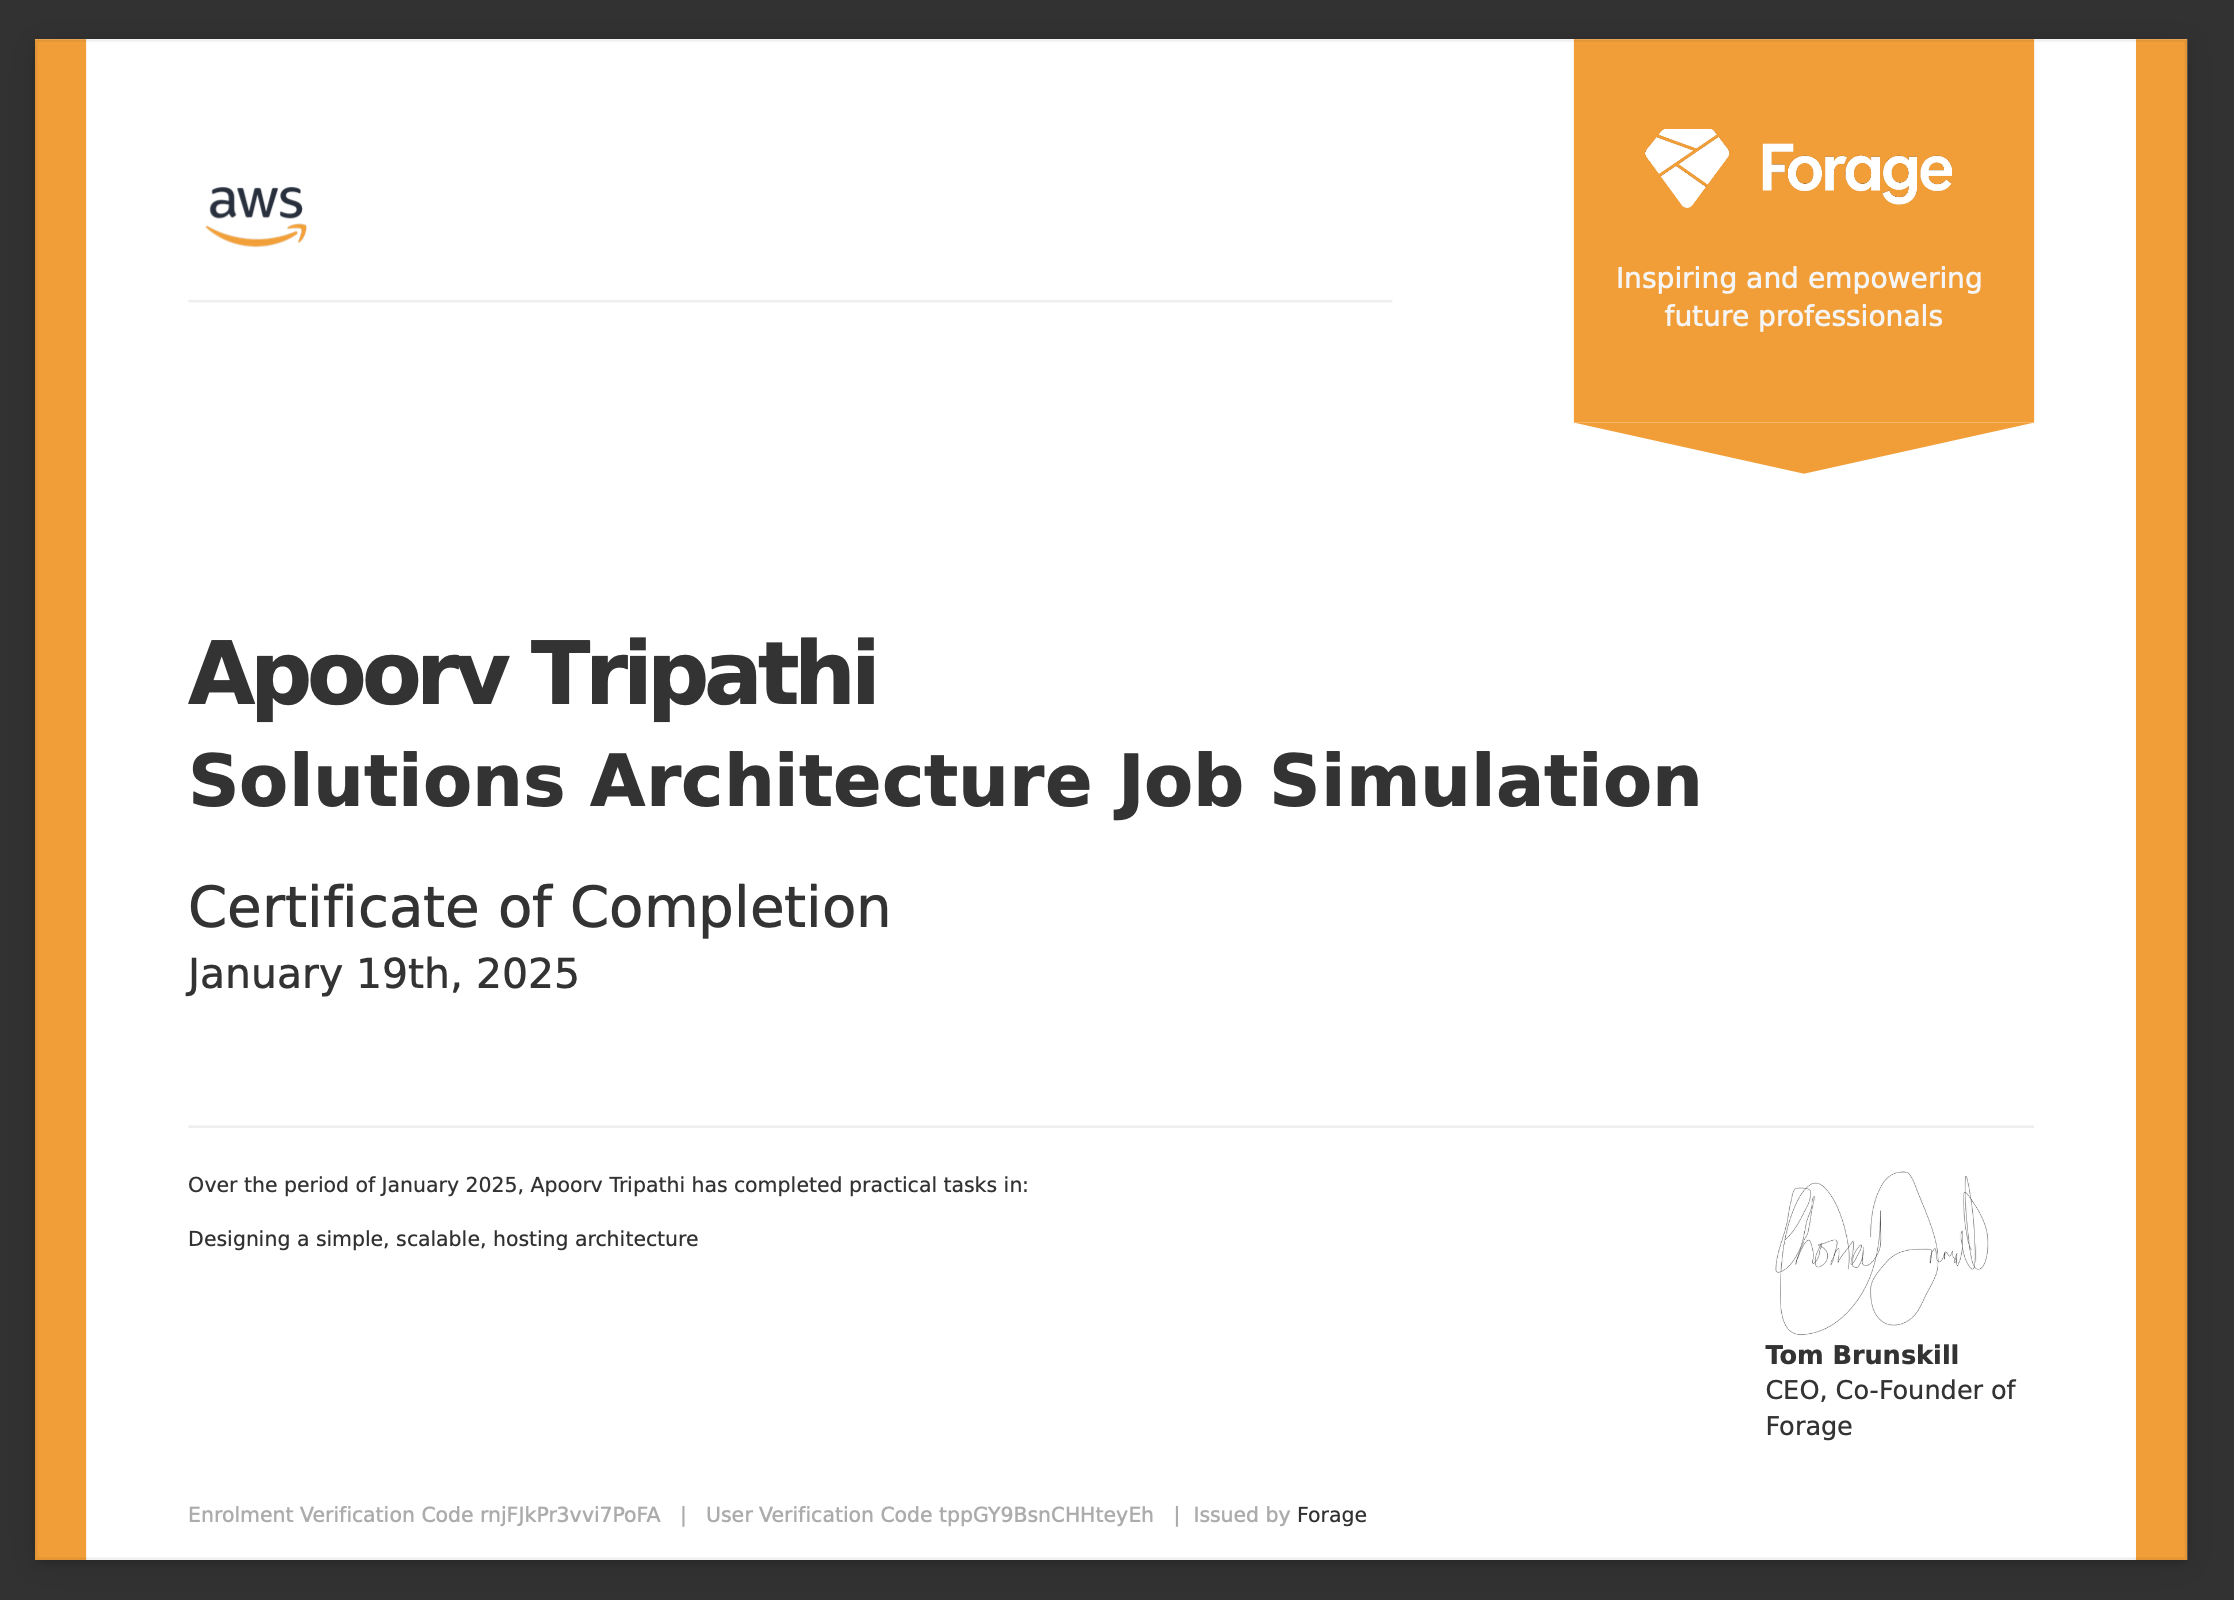 aws
Forage
Inspiring and empowering
future professionals
Apoorv Tripathi
Solutions Architecture Job Simulation
Certificate of Completion
January 19th, 2025
Over the period of January 2025, Apoorv Tripathi has completed practical tasks in:
Designing a simple, scalable, hosting architecture
Tom Brunskill
CEO, Co-Founder of
Forage
Enrolment Verification Code rnjFJkPr3vvi7PoFA | User Verification Code tppGY9BsnCHHteyEh | Issued by Forage